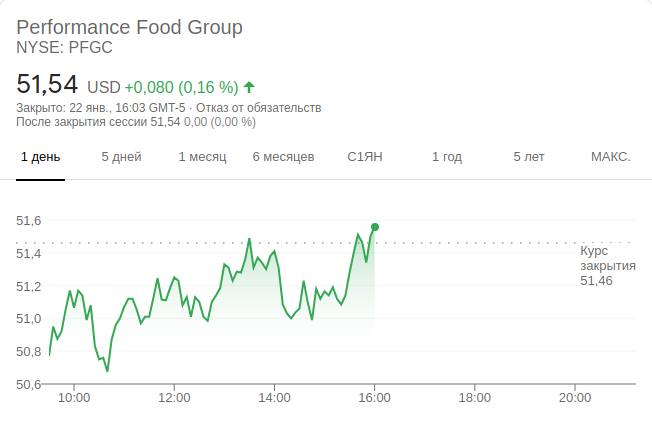 Performance Food Group
NYSE: PFGC
51,54 USD +0,080 (0,16 %)
Закрыто: 22 янв., 16:03 GMT-5 · Отказ от обязательств
После закрытия сессии 51,54 0,00 (0,00 %)
1 день 5 дней 1 месяц 6 месяцев С1ЯН 1 год 5 лет МАКС.
51,6
51,4
Курс
закрытия
51,46
51,2
51,0
50,8
50,6
10:00 12:00 14:00 16:00 18:00 20:00